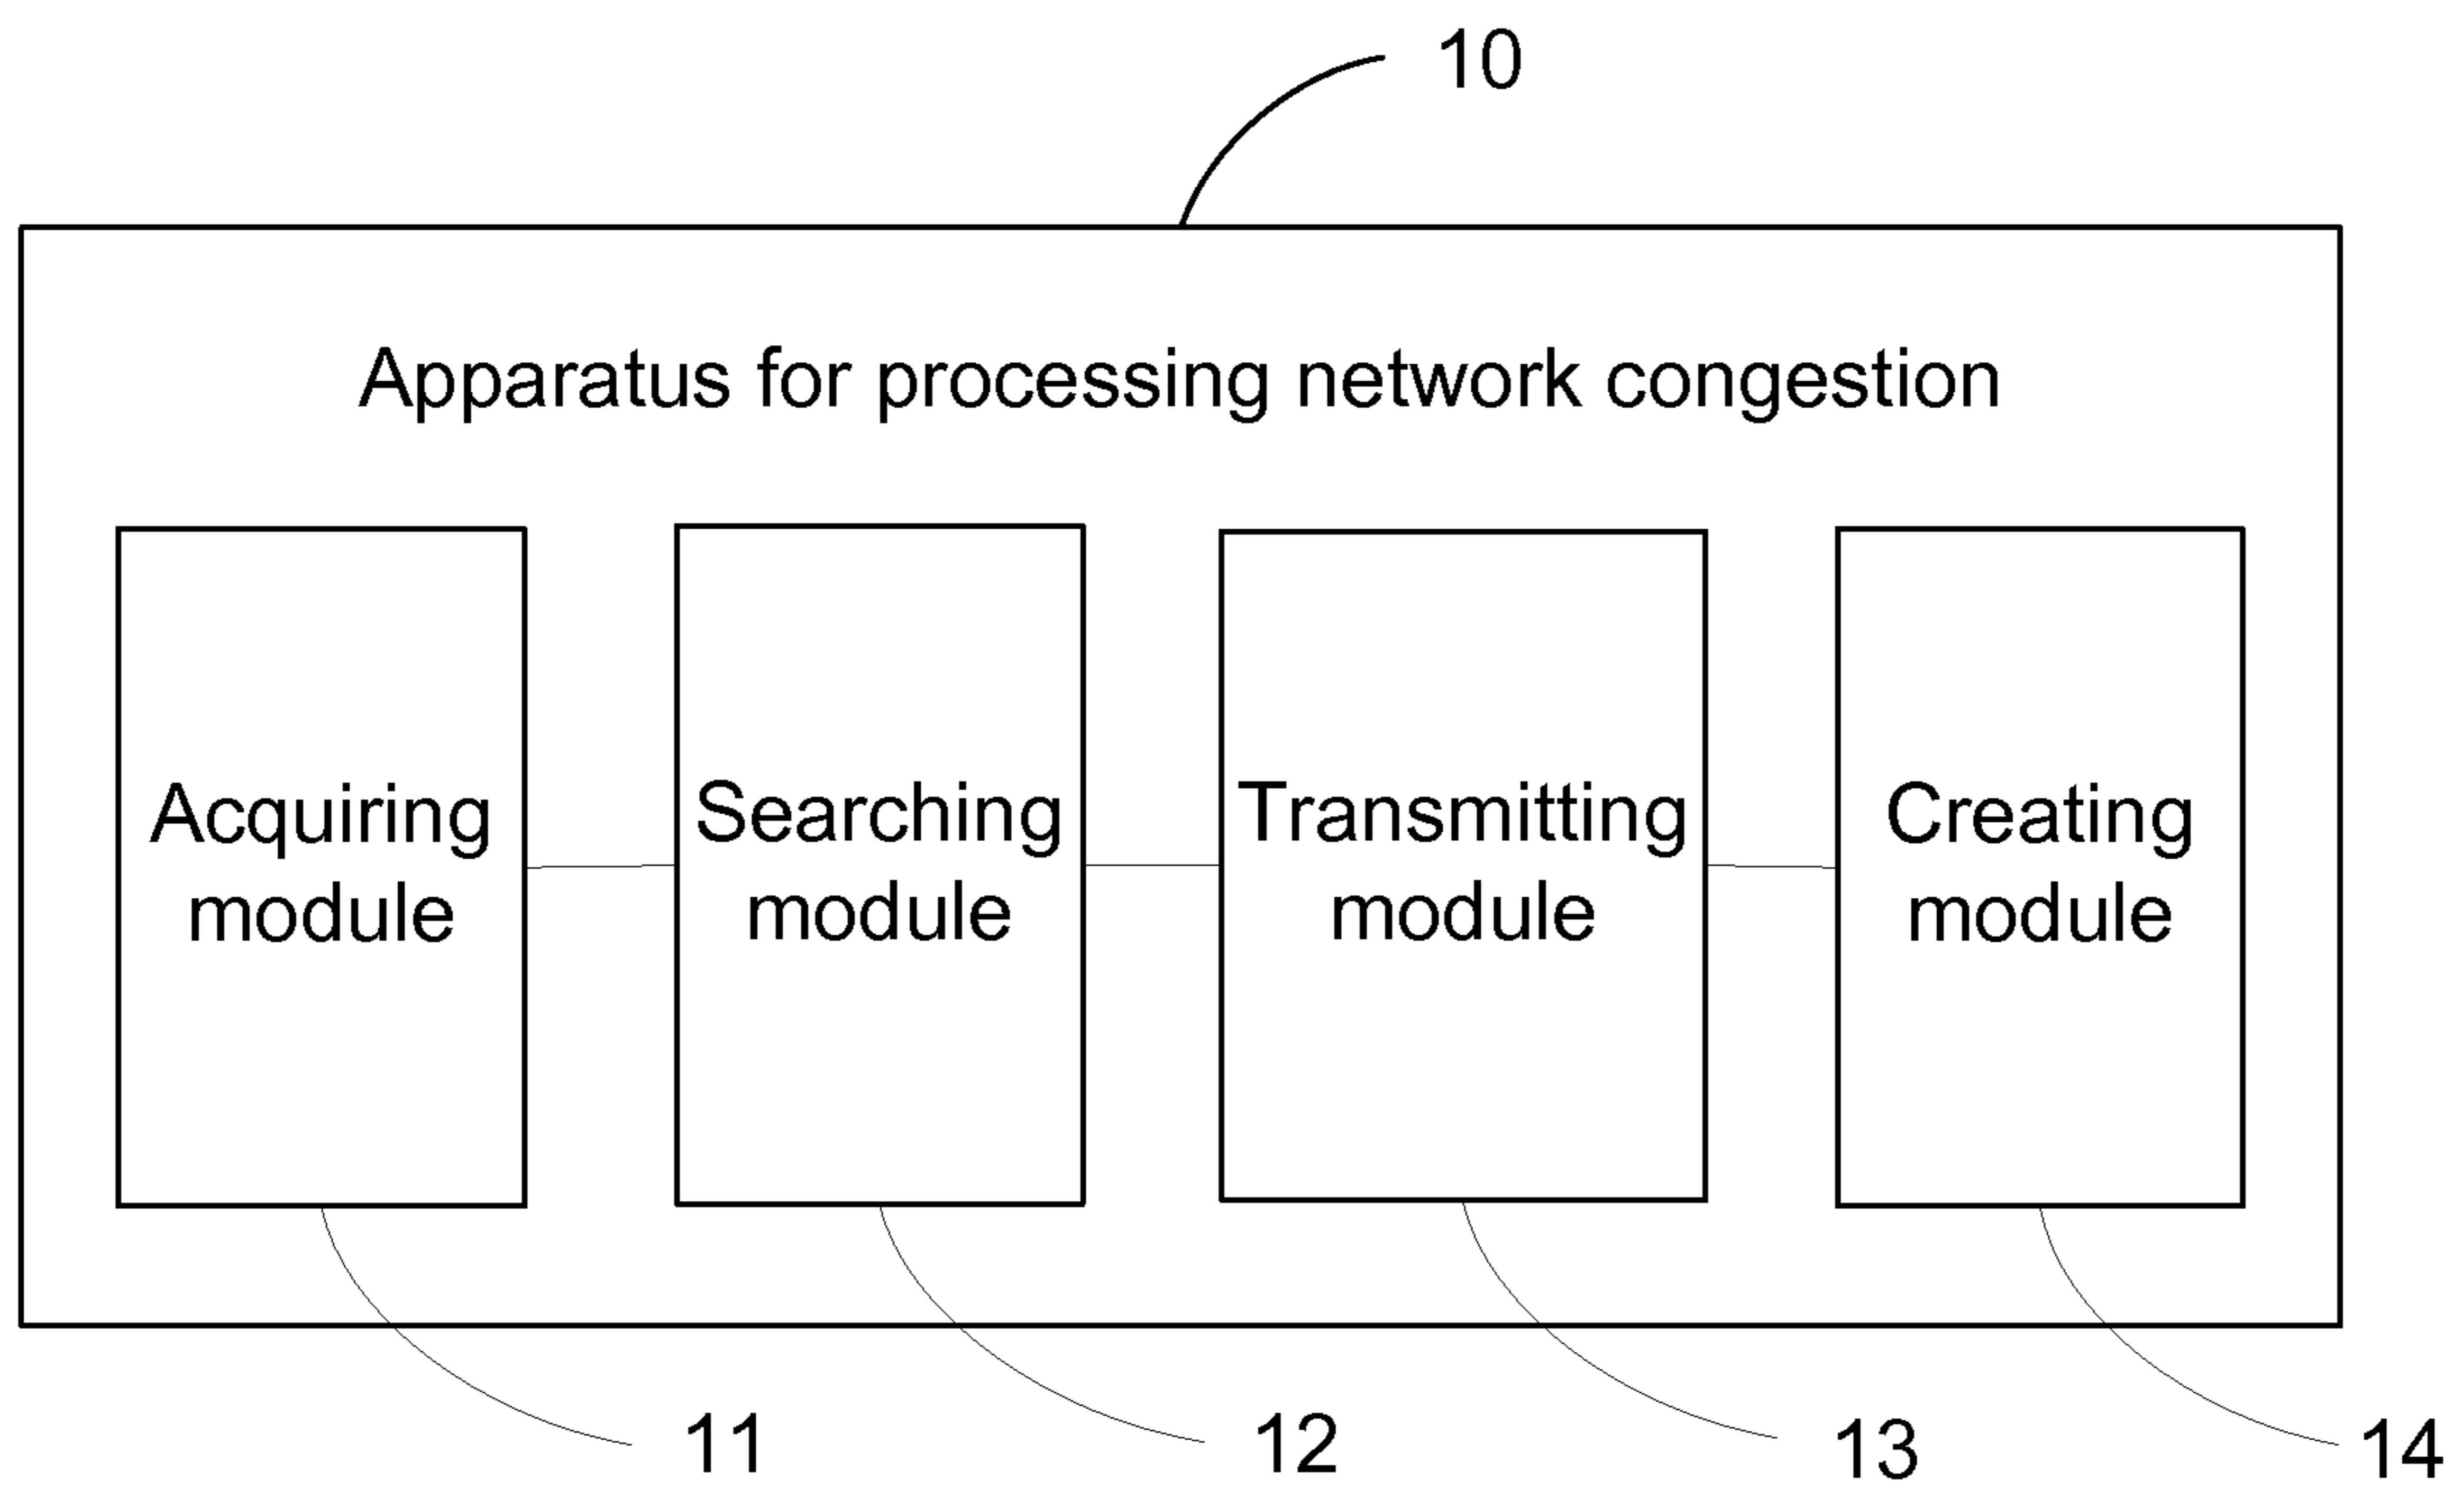 10
Apparatus for processing network congestion
Acquiring
module
Searching
module
Transmitting
module
Creating
module
11
12
13
14